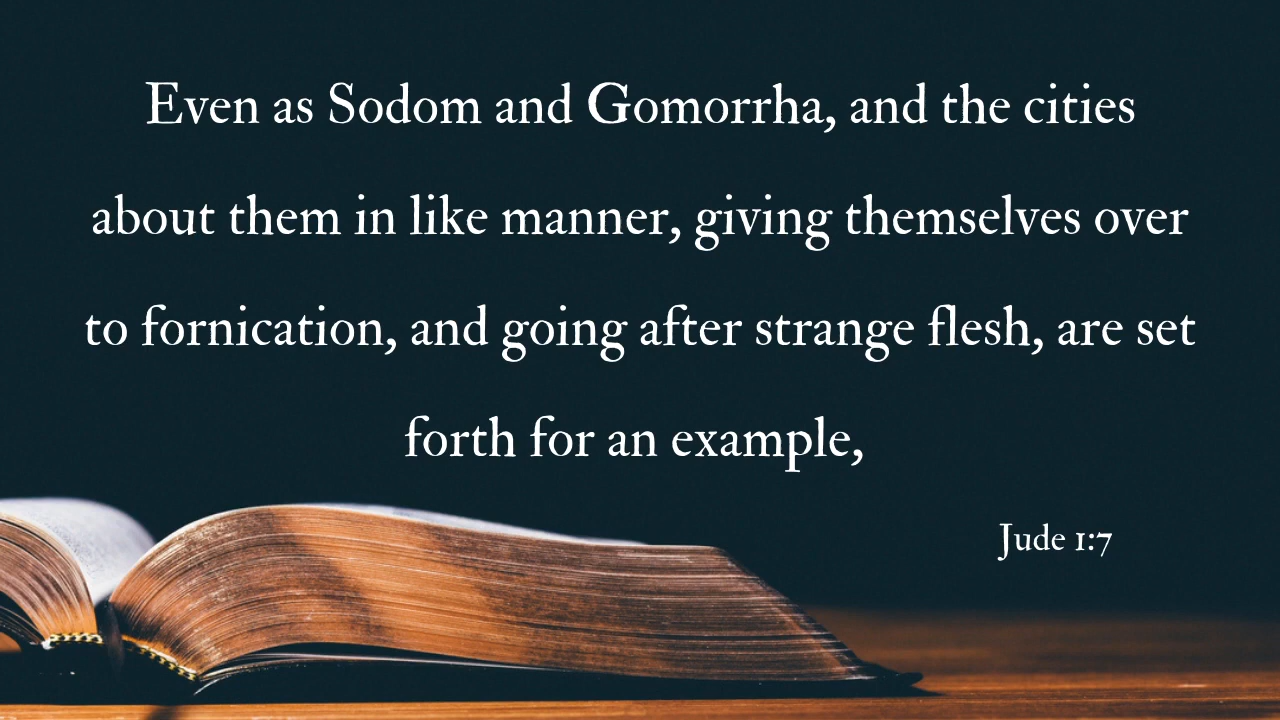 Even as Sodom and Gomorrha, and the cities
about them in like manner, giving themselves over
to fornication, and going after strange flesh, are set
forth for an example,
Jude 1:7